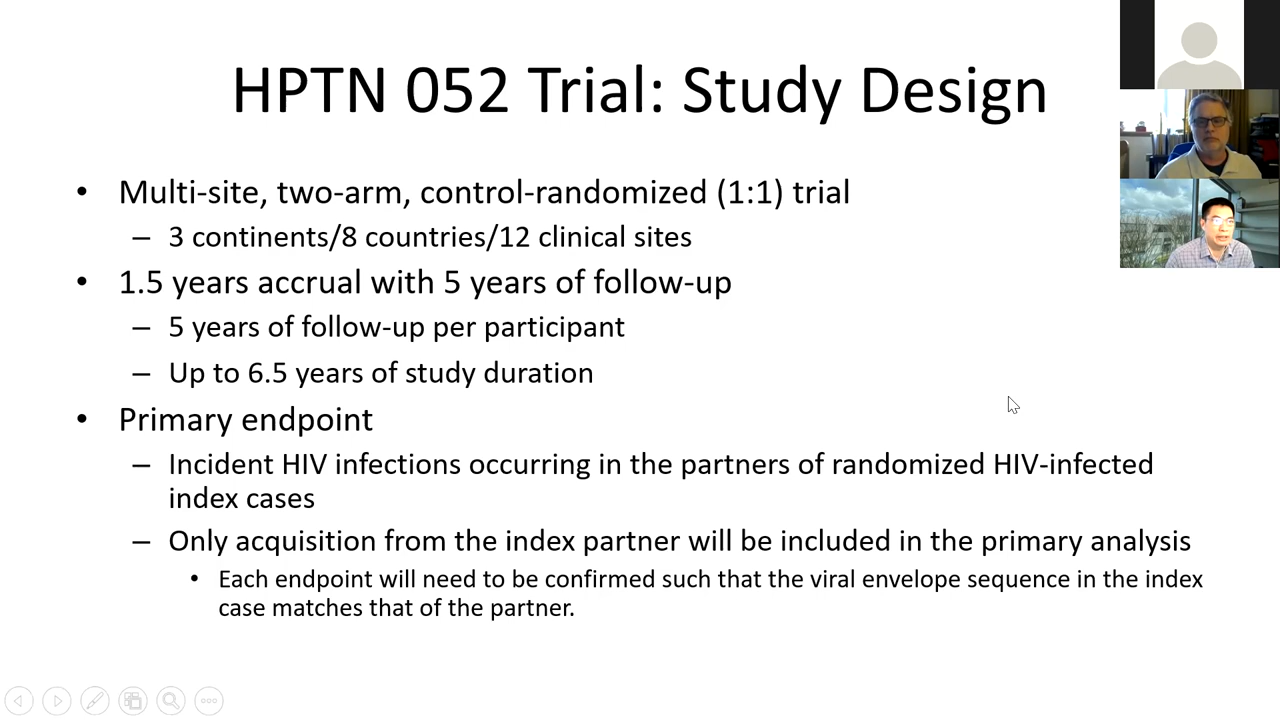 HPTN 052 Trial: Study Design
• Multi-site, two-arm, control-randomized (1:1) trial
– 3 continents/8 countries/12 clinical sites
• 1.5 years accrual with 5 years of follow-up
– 5 years of follow-up per participant
– Up to 6.5 years of study duration
• Primary endpoint
– Incident HIV infections occurring in the partners of randomized HIV-infected
index cases
– Only acquisition from the index partner will be included in the primary analysis
• Each endpoint will need to be confirmed such that the viral envelope sequence in the index
case matches that of the partner.